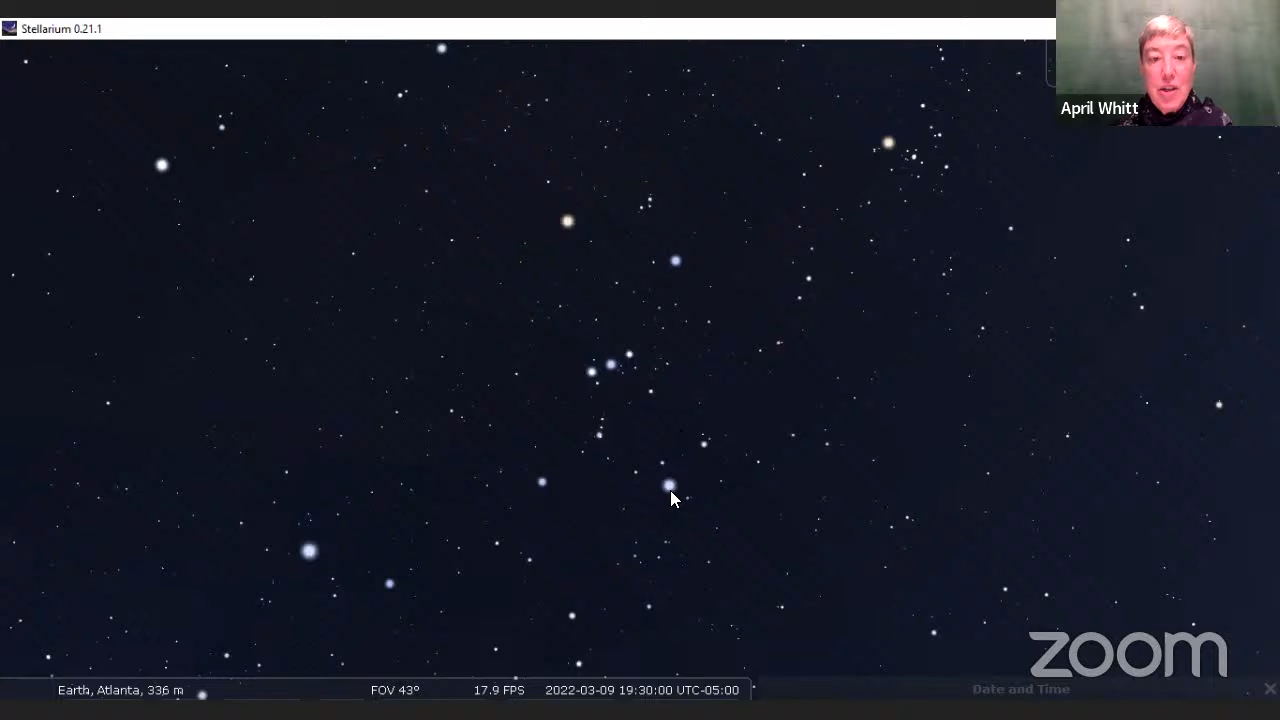 Stellarium 0.21.1
April Whitt
zoom
Earth, Atlanta, 336 m
FOV 43°
17.9 FPS
2022-03-09 19:30:00 UTC-05:00
Date and Time